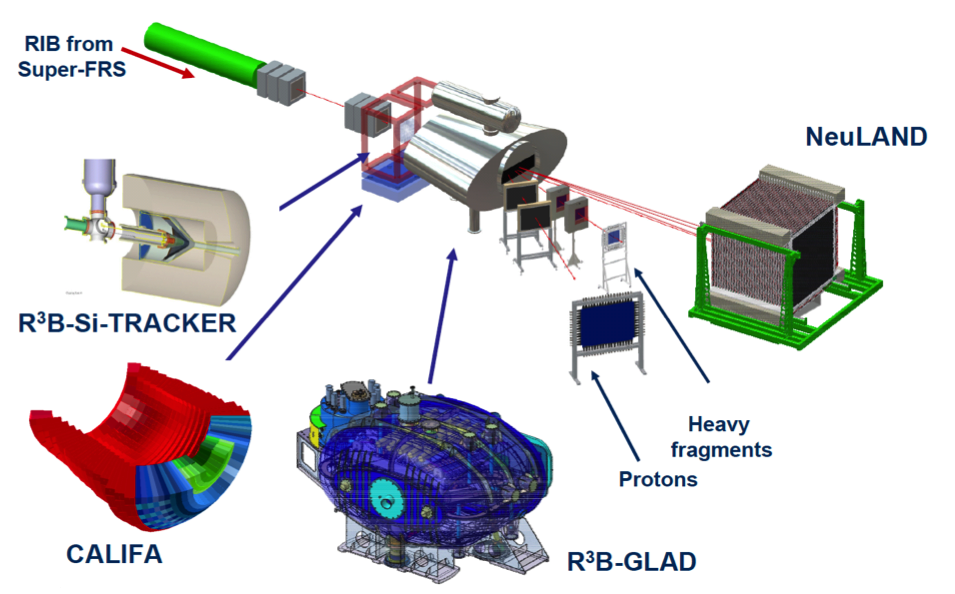 RIB from
Super-FRS
NeuLAND
R³B-Si-TRACKER
Heavy
fragments
Protons
CALIFA
R³B-GLAD